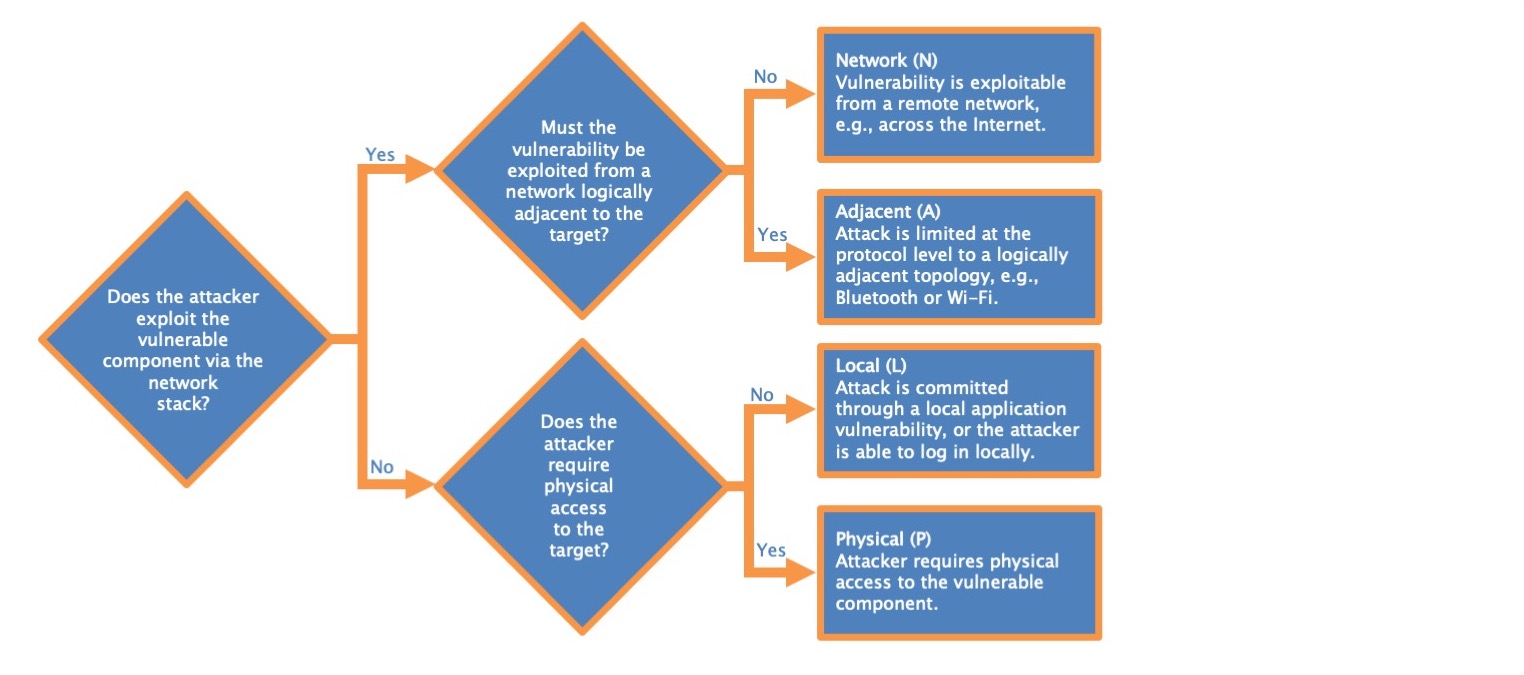 Does the attacker
exploit the
vulnerable
component via the
network
stack?
Yes
No
Must the
vulnerability be
exploited from a
network logically
adjacent to the
target?
No
Yes
Network (N)
Vulnerability is exploitable
from a remote network,
e.g., across the Internet.
Adjacent (A)
Attack is limited at the
protocol level to a logically
adjacent topology, e.g.,
Bluetooth or Wi-Fi.
Does the
attacker
require
physical
access
to the
target?
No
Yes
Local (L)
Attack is committed
through a local application
vulnerability, or the attacker
is able to log in locally.
Physical (P)
Attacker requires physical
access to the vulnerable
component.